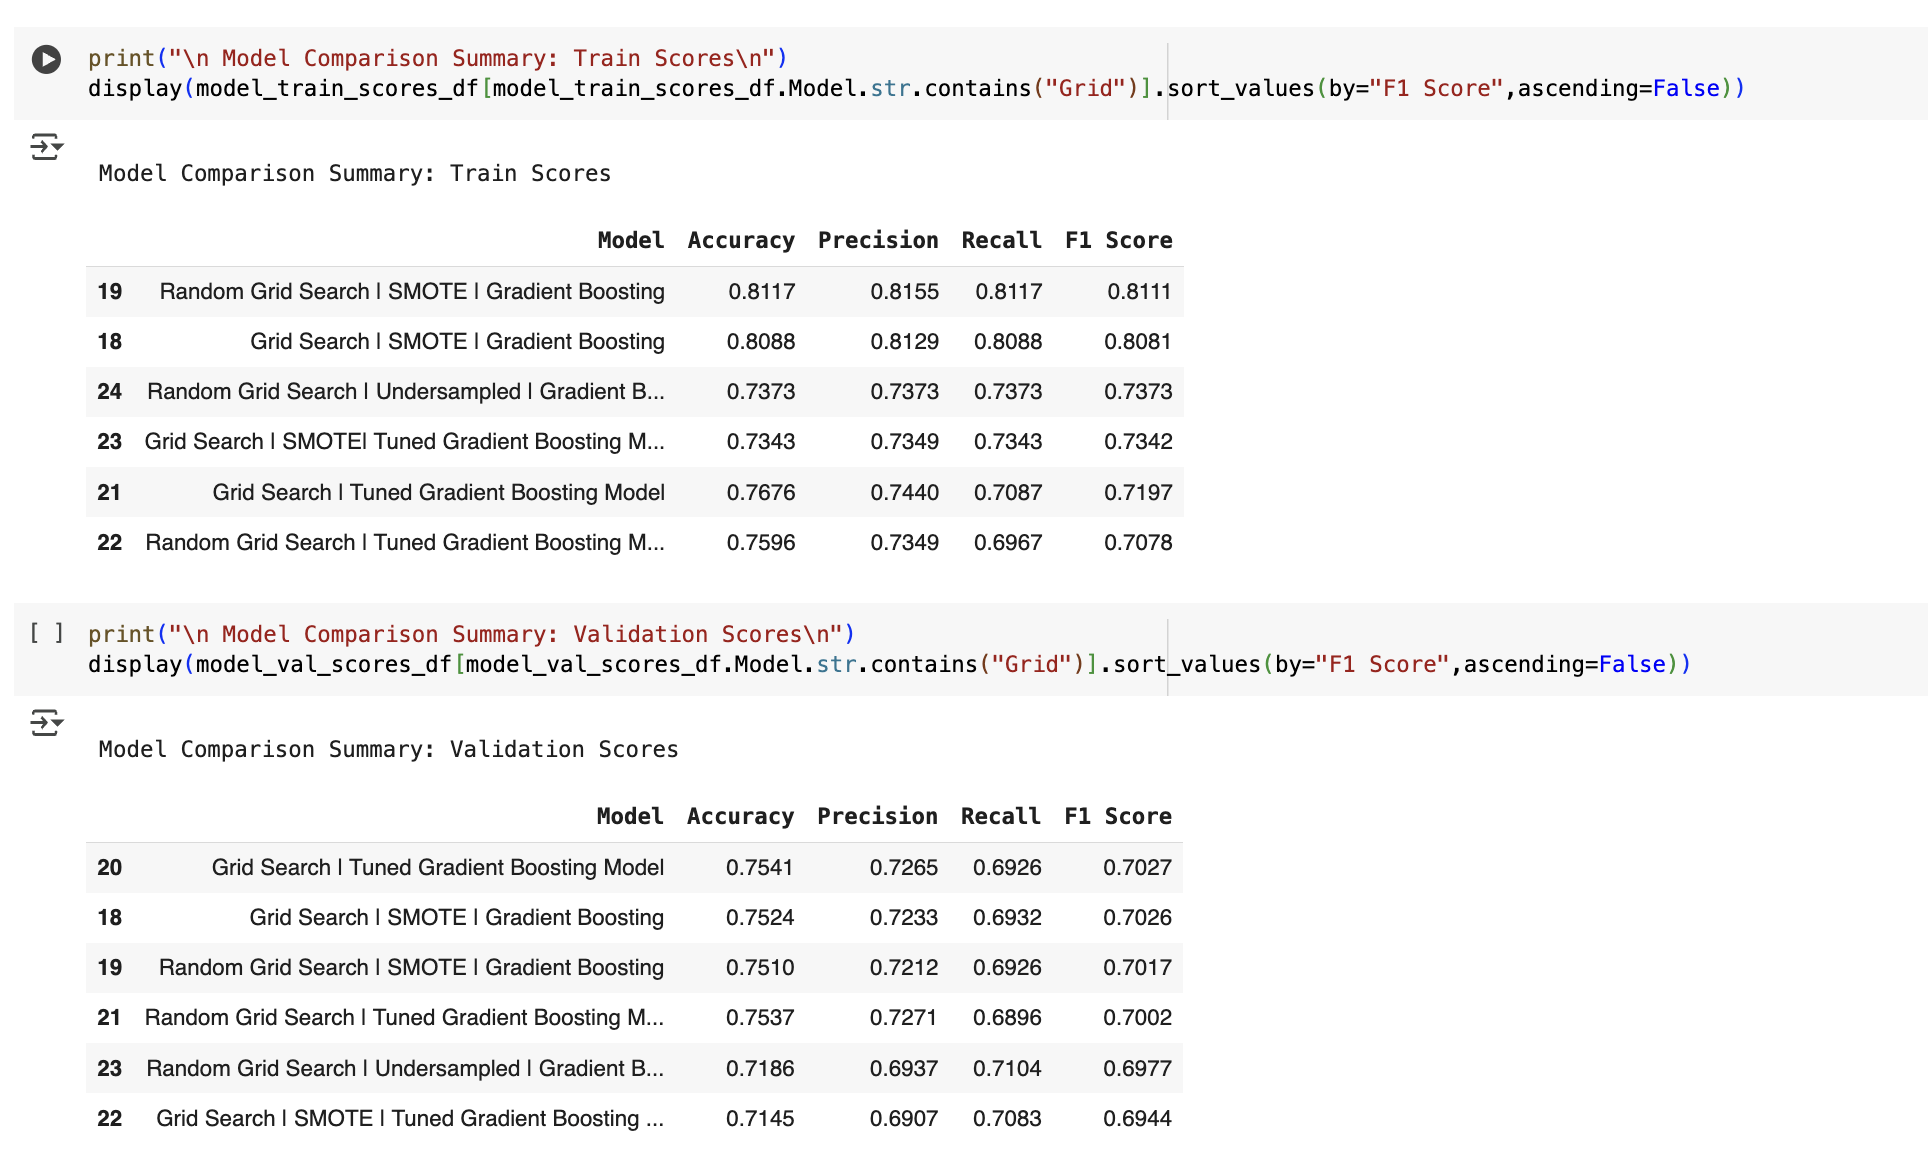 print("\n Model Comparison Summary: Train Scores\n")
display(model_train_scores_df[model_train_scores_df.Model.str.contains("Grid")].sort_values(by="F1 Score",ascending=False))
Model Comparison Summary: Train Scores
Model Accuracy Precision Recall F1 Score
19 Random Grid Search | SMOTE | Gradient Boosting 0.8117 0.8155 0.8117 0.8111
18 Grid Search | SMOTE | Gradient Boosting 0.8088 0.8129 0.8088 0.8081
24 Random Grid Search | Undersampled | Gradient B... 0.7373 0.7373 0.7373 0.7373
23 Grid Search | SMOTE| Tuned Gradient Boosting M... 0.7343 0.7349 0.7343 0.7342
21 Grid Search | Tuned Gradient Boosting Model 0.7676 0.7440 0.7087 0.7197
22 Random Grid Search | Tuned Gradient Boosting M... 0.7596 0.7349 0.6967 0.7078
[ ] print("\n Model Comparison Summary: Validation Scores\n")
display(model_val_scores_df[model_val_scores_df.Model.str.contains("Grid")].sort_values(by="F1 Score",ascending=False))
Model Comparison Summary: Validation Scores
Model Accuracy Precision Recall F1 Score
20 Grid Search | Tuned Gradient Boosting Model 0.7541 0.7265 0.6926 0.7027
18 Grid Search | SMOTE | Gradient Boosting 0.7524 0.7233 0.6932 0.7026
19 Random Grid Search | SMOTE | Gradient Boosting 0.7510 0.7212 0.6926 0.7017
21 Random Grid Search | Tuned Gradient Boosting M... 0.7537 0.7271 0.6896 0.7002
23 Random Grid Search | Undersampled | Gradient B... 0.7186 0.6937 0.7104 0.6977
22 Grid Search | SMOTE | Tuned Gradient Boosting ... 0.7145 0.6907 0.7083 0.6944